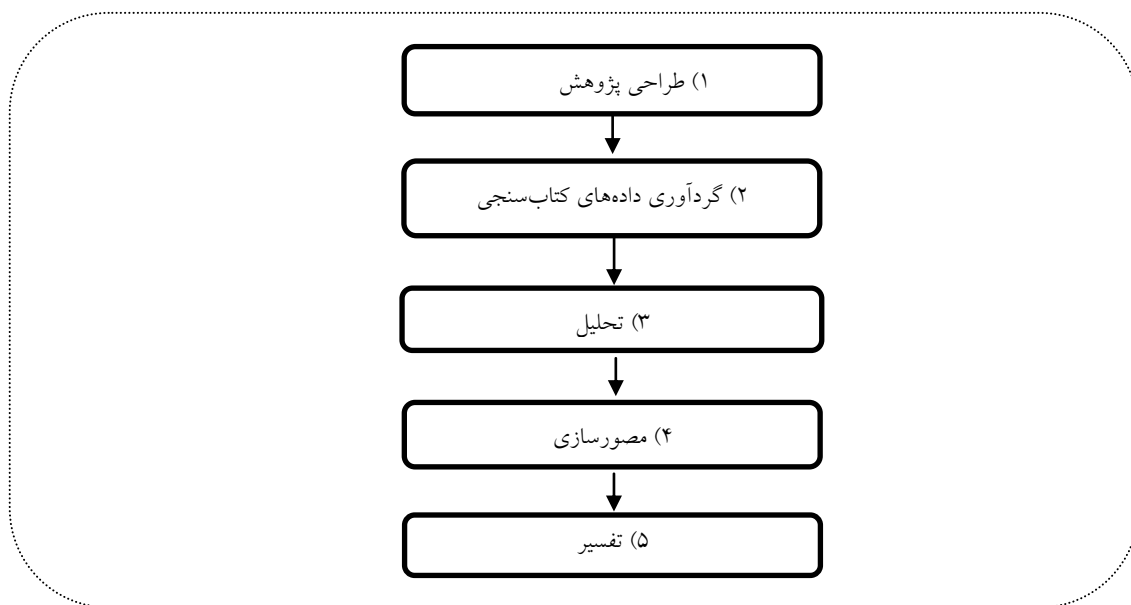 ۱) طراحی پژوهش
۲) گردآوری داده‌های کتاب‌سنجی
۳) تحلیل
۴) مصورسازی
۵) تفسیر